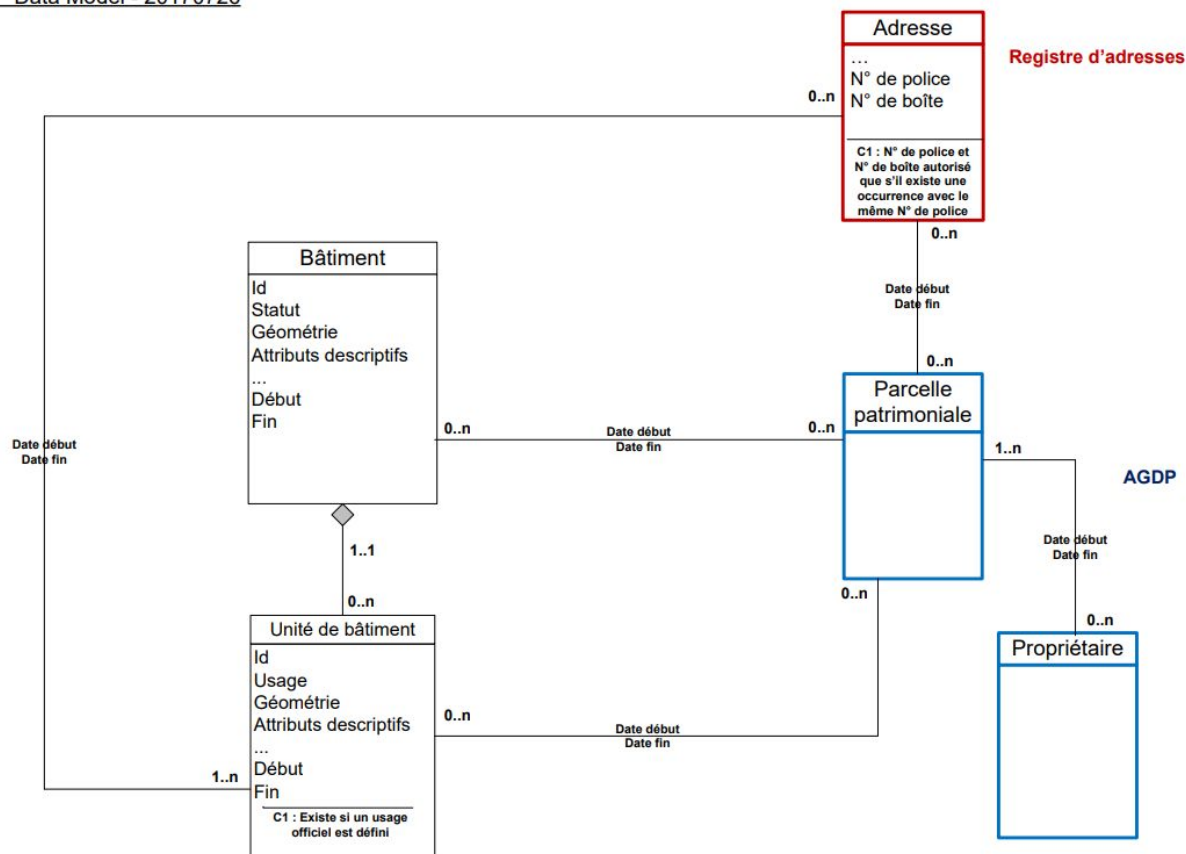 Data Model - 20170726
Adresse
...
N° de police
N° de boîte
C1 : N° de police et
N° de boîte autorisé
que s'il existe une
occurrence avec le
même N° de police
Registre d'adresses
0..n
0..n
Date début
Date fin
0..n
Bâtiment
Id
Statut
Géométrie
Attributs descriptifs
...
Début
Fin
0..n
Date début
Date fin
0..n
Parcelle
patrimoniale
1..n
AGDP
Date début
Date fin
Date début
Date fin
1..1
0..n
0..n
0..n
Unité de bâtiment
Id
Usage
Géométrie
Attributs descriptifs
...
Début
Fin
C1 : Existe si un usage
officiel est défini
0..n
Date début
Date fin
1..n
Propriétaire